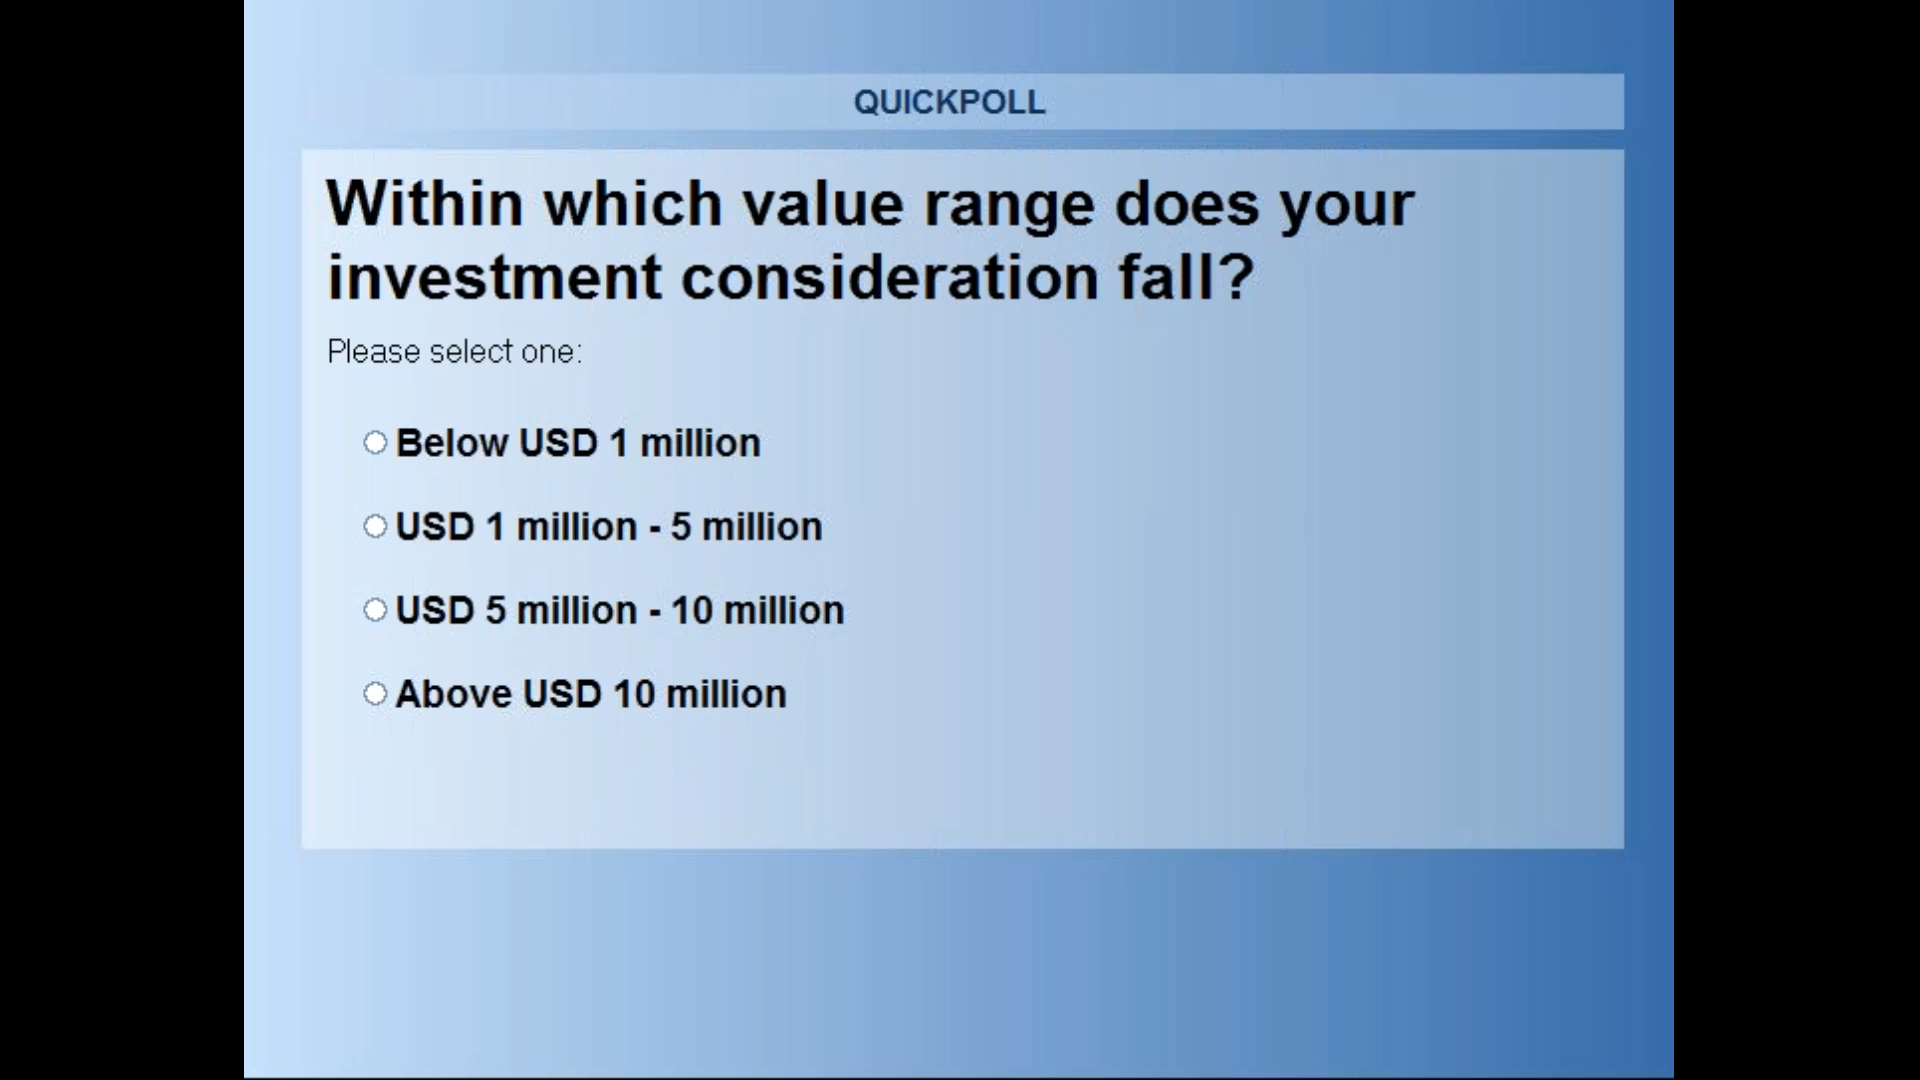 QUICKPOLL
Within which value range does your
investment consideration fall?
Please select one:
Below USD 1 million
USD 1 million - 5 million
USD 5 million - 10 million
Above USD 10 million